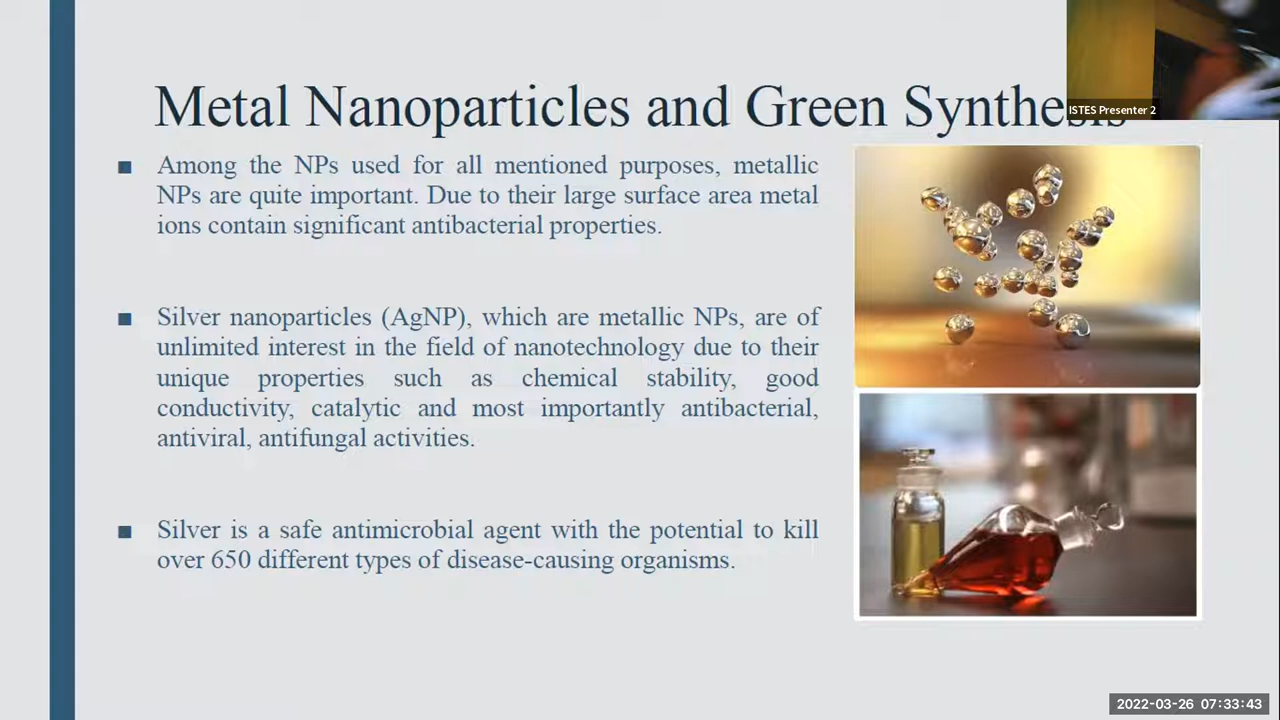 Metal Nanoparticles and Green Synthesis
ISTES Presenter 2
■ Among the NPs used for all mentioned purposes, metallic
NPs are quite important. Due to their large surface area metal
ions contain significant antibacterial properties.
■ Silver nanoparticles (AgNP), which are metallic NPs, are of
unlimited interest in the field of nanotechnology due to their
unique properties such as chemical stability, good
conductivity, catalytic and most importantly antibacterial,
antiviral, antifungal activities.
■ Silver is a safe antimicrobial agent with the potential to kill
over 650 different types of disease-causing organisms.
2022-03-26 07:33:43